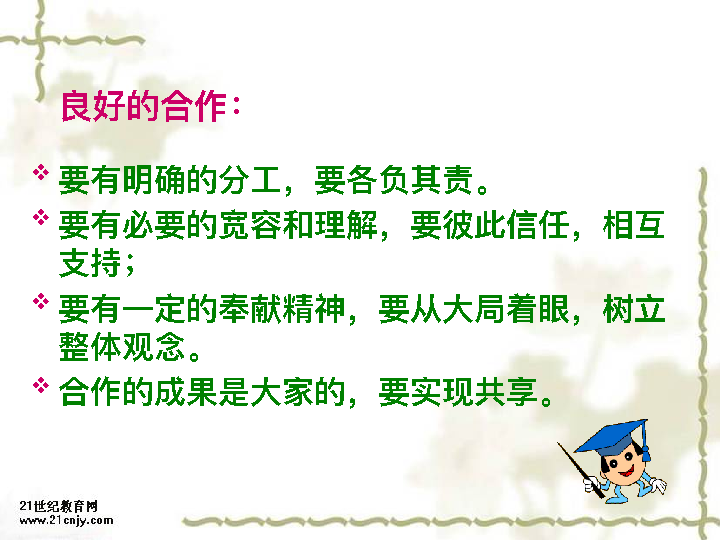 良好的合作：
要有明确的分工，要各负其责。
要有必要的宽容和理解，要彼此信任，相互
支持；
要有一定的奉献精神，要从大局着眼，树立
整体观念。
合作的成果是大家的，要实现共享。
21世纪教育网
www.21cnjy.com